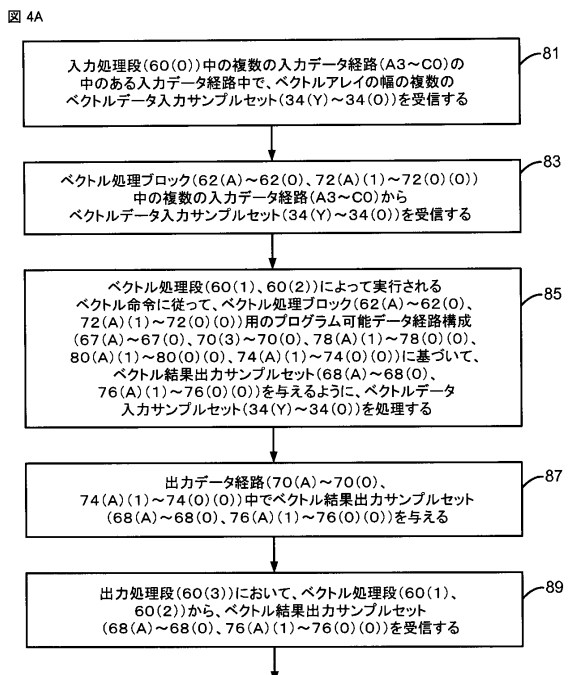 図 4A
入力処理段(60(0))中の複数の入力データ経路(A3～C0)の
中のある入力データ経路中で、ベクトルアレイの幅の複数の
ベクトルデータ入力サンプルセット(34(Y)～34(0))を受信する
81
ベクトル処理ブロック(62(A)～62(0)、72(A)(1)～72(0)(0))
中の複数の入力データ経路(A3～C0)から
ベクトルデータ入力サンプルセット(34(Y)～34(0))を受信する
83
ベクトル処理段(60(1)、60(2))によって実行される
ベクトル命令に従って、ベクトル処理ブロック(62(A)～62(0)、
72(A)(1)～72(0)(0))用のプログラム可能データ経路構成
(67(A)～67(0)、70(3)～70(0)、78(A)(1)～78(0)(0)、
80(A)(1)～80(0)(0)、74(A)(1)～74(0)(0))に基づいて、
ベクトル結果出力サンプルセット(68(A)～68(0)、
76(A)(1)～76(0)(0))を与えるように、ベクトルデータ
入力サンプルセット(34(Y)～34(0))を処理する
85
出力データ経路(70(A)～70(0)、
74(A)(1)～74(0)(0))中でベクトル結果出力サンプルセット
(68(A)～68(0)、76(A)(1)～76(0)(0))を与える
87
出力処理段(60(3))において、ベクトル処理段(60(1)、
60(2))から、ベクトル結果出力サンプルセット
(68(A)～68(0)、76(A)(1)～76(0)(0))を受信する
89